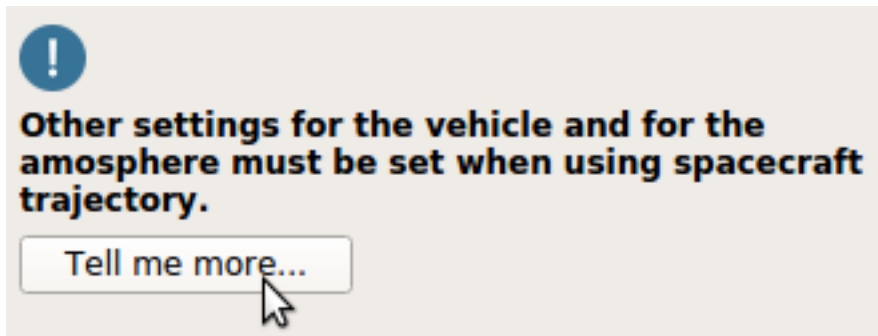 !
Other settings for the vehicle and for the
amosphere must be set when using spacecraft
trajectory.
Tell me more...